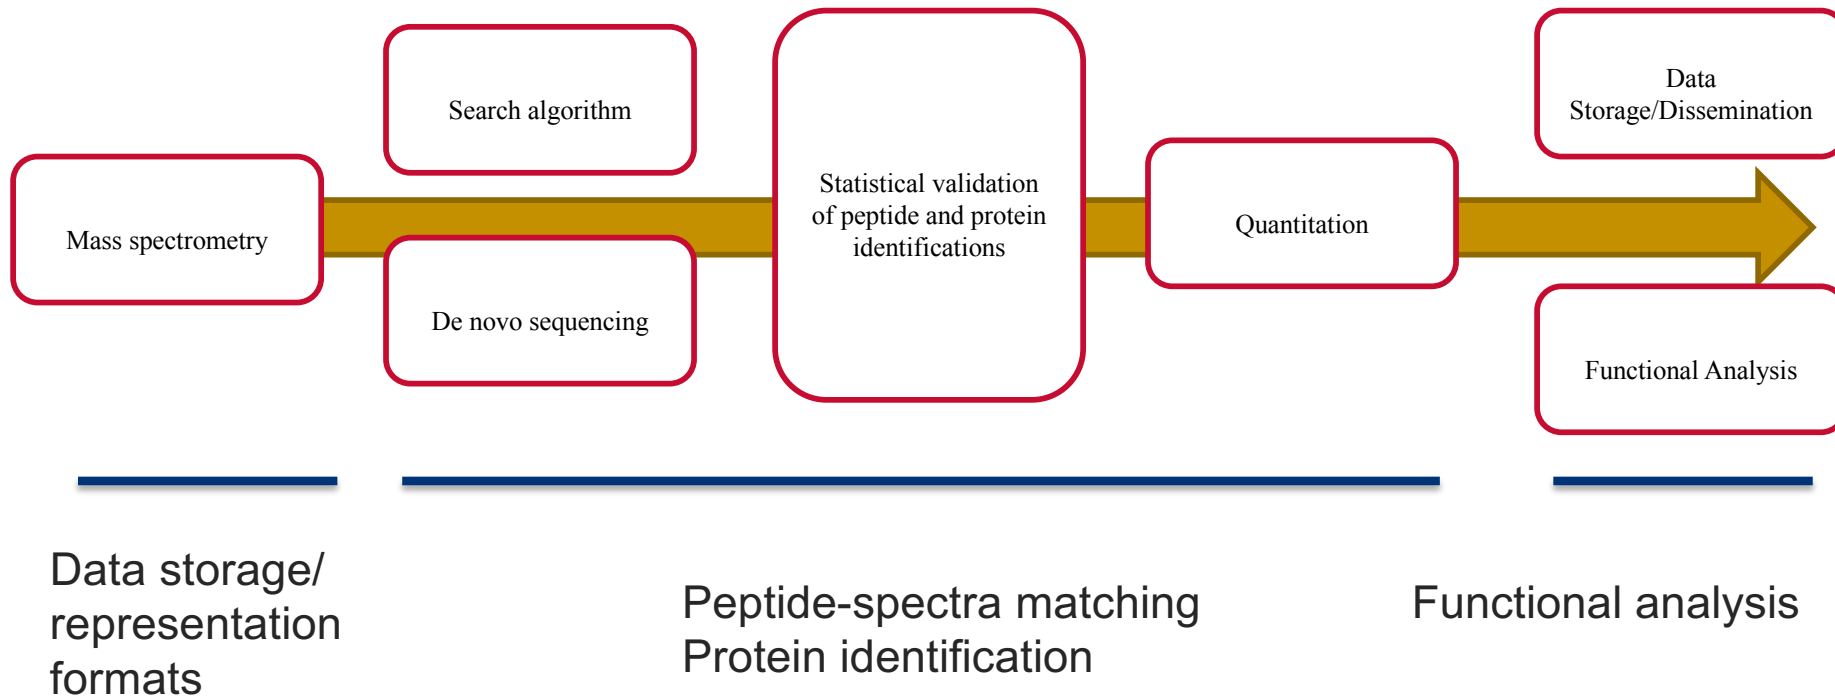 Mass spectrometry
Search algorithm
De novo sequencing
Statistical validation
of peptide and protein
identifications
Quantitation
Data
Storage/Dissemination
Functional Analysis
Data storage/
representation
formats
Peptide-spectra matching
Protein identification
Functional analysis